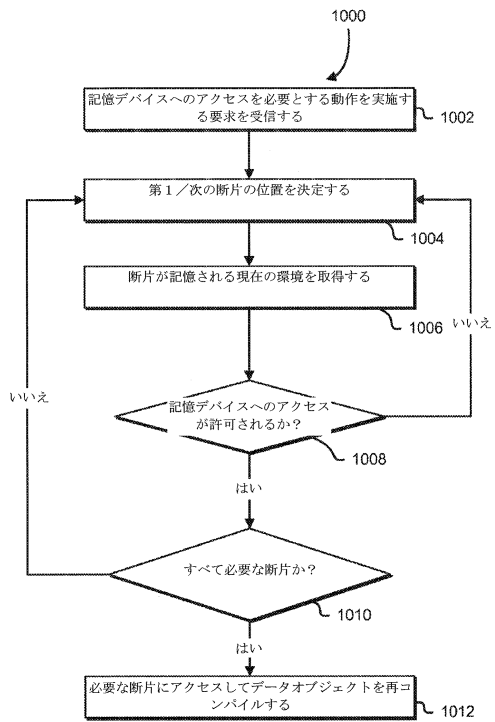 1000
記憶デバイスへのアクセスを必要とする動作を実施す
る要求を受信する
1002
第１／次の断片の位置を決定する
1004
断片が記憶される現在の環境を取得する
1006
いいえ
いいえ
記憶デバイスへのアクセス
が許可されるか？
1008
はい
すべて必要な断片か？
1010
はい
必要な断片にアクセスしてデータオブジェクトを再コ
ンパイルする
1012